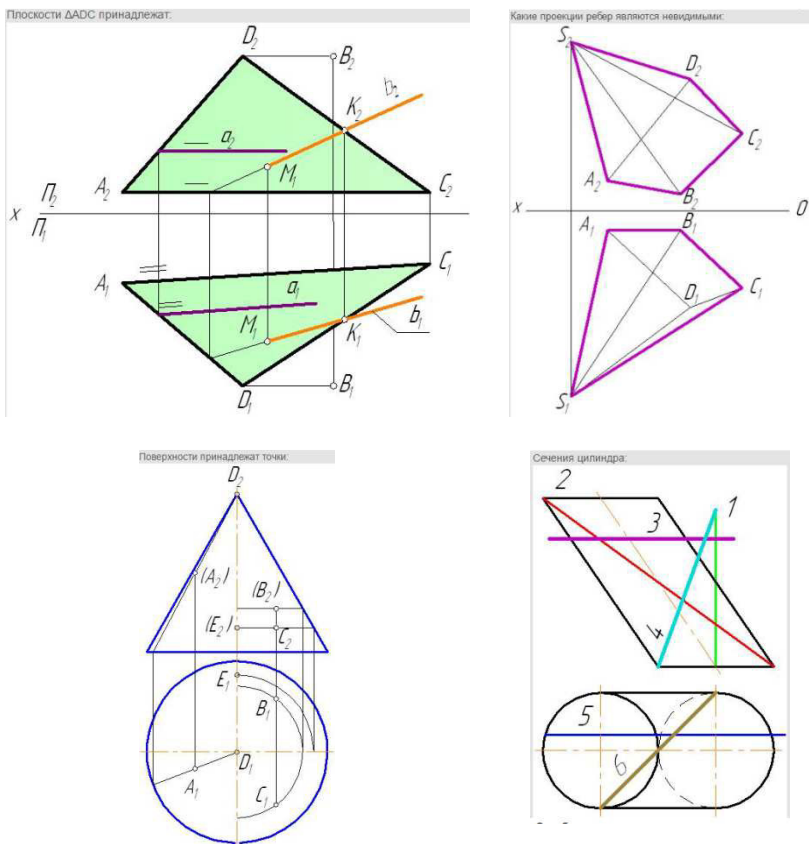 Плоскости ΔADC принадлежат:
D₂
B₂
b₂
K₂
a₂
M₁
A₂
C₂
x
П₂
П₁
C₁
A₁
a₁
M₁
K₁
b₁
D₁
B₁
Какие проекции ребер являются невидимыми:
S₂
D₂
C₂
A₂
B₂
x
0
A₁
B₁
D₁
C₁
S₁
Поверхности принадлежат точки:
D₂
(A₂)
(B₂)
(E₂)
C₂
E₁
B₁
D₁
A₁
C₁
Сечения цилиндра:
2
1
3
4
5
6